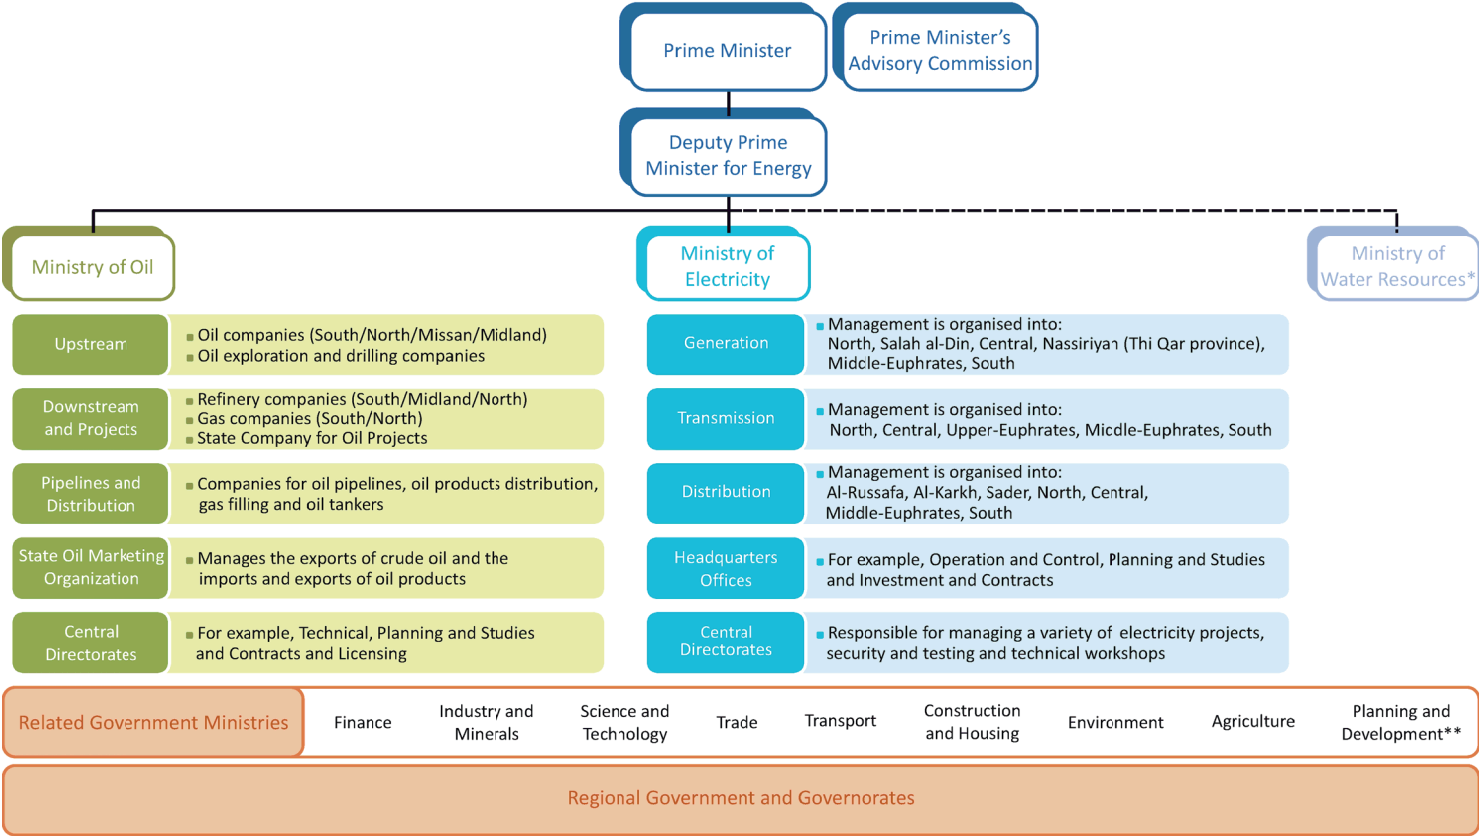 Prime Minister
Prime Minister's
Advisory Commission
Deputy Prime
Minister for Energy
Ministry of Oil
Ministry of
Electricity
Ministry of
Water Resources*
Upstream
▪ Oil companies (South/North/Missan/Midland)
▪ Oil exploration and drilling companies
Downstream
and Projects
▪ Refinery companies (South/Midland/North)
▪ Gas companies (South/North)
▪ State Company for Oil Projects
Pipelines and
Distribution
▪ Companies for oil pipelines, oil products distribution,
gas filling and oil tankers
State Oil Marketing
Organization
▪ Manages the exports of crude oil and the
imports and exports of oil products
Central
Directorates
▪ For example, Technical, Planning and Studies
and Contracts and Licensing
Generation
▪ Management is organised into:
North, Salah al-Din, Central, Nassiriyah (Thi Qar province),
Middle-Euphrates, South
Transmission
▪ Management is organised into:
North, Central, Upper-Euphrates, Middle-Euphrates, South
Distribution
▪ Management is organised into:
Al-Russafa, Al-Karkh, Sader, North, Central,
Middle-Euphrates, South
Headquarters
Offices
▪ For example, Operation and Control, Planning and Studies
and Investment and Contracts
Central
Directorates
▪ Responsible for managing a variety of electricity projects,
security and testing and technical workshops
Related Government Ministries
Finance
Industry and
Minerals
Science and
Technology
Trade
Transport
Construction
and Housing
Environment
Agriculture
Planning and
Development**
Regional Government and Governorates